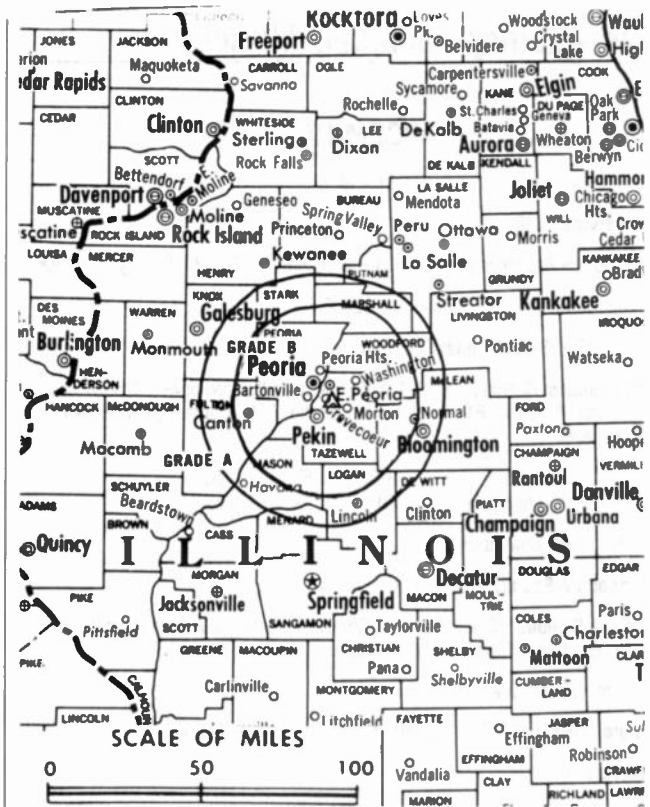 Loves
Woodstock
Freeport
Pk.
Belvidere
Crystal
Lake
JONES
JACKSON
Maquoketa
CARROLL
OGLE
Savanna
Carpentersville
COOK
Sycamore
KANE
Elgin
CLINTON
Rochelle
DU PAGE
Oak
Park
CEDAR
Clinton
WHITESIDE
St. Charles
Geneva
Sterling
LEE
DeKalb
Batavia
Wheaton
SCOTT
Rock Falls
Dixon
Aurora
Berwyn
Bettendorf
E.
Moline
DE KALB
KENDALL
Davenport
Geneseo
BUREAU
LA SALLE
Mendota
Joliet
Chicago
Hts.
MUSCATINE
Moline
Spring Valley
WILL
ROCK ISLAND
Rock Island
Princeton
Peru
Ottawa
Morris
LOUISA
MERCER
Kewanee
La Salle
KANKAKEE
HENRY
PUTNAM
GRUNDY
KNOX
STARK
MARSHALL
Streator
Kankakee
DES
MOINES
WARREN
Galesburg
PEORIA
LIVINGSTON
Burlington
Monmouth
GRADE B
WOODFORD
Pontiac
Peoria
Peoria Hts.
Washington
Watseka
HEN-
DERSON
Bartonville
E. Peoria
McLEAN
HANCOCK
McDONOUGH
FULTON
Morton
Normal
FORD
Canton
Creve coeur
Paxton
Macomb
Pekin
Bloomington
TAZEWELL
CHAMPAIGN
GRADE A
MASON
LOGAN
Rantoul
SCHUYLER
Havana
DE WITT
PIATT
Danville
Beardstown
Lincoln
Clinton
Champaign
Urbana
BROWN
CASS
MENARD
Quincy
ILLINOIS
MORGAN
Decatur
DOUGLAS
EDGAR
PIKE
Jacksonville
Springfield
MACON
MOUL-
TRIE
COLES
Paris
Pittsfield
SCOTT
SANGAMON
Taylorville
Charleston
GREENE
MACOUPIN
CHRISTIAN
SHELBY
Mattoon
Pana
Shelbyville
CUMBER-
LAND
CALHOUN
Carlinville
MONTGOMERY
LINCOLN
Litchfield
FAYETTE
JASPER
SCALE OF MILES
Effingham
Robinson
0 50 100
Vandalia
EFFINGHAM
CLAY
MARION
RICHLAND